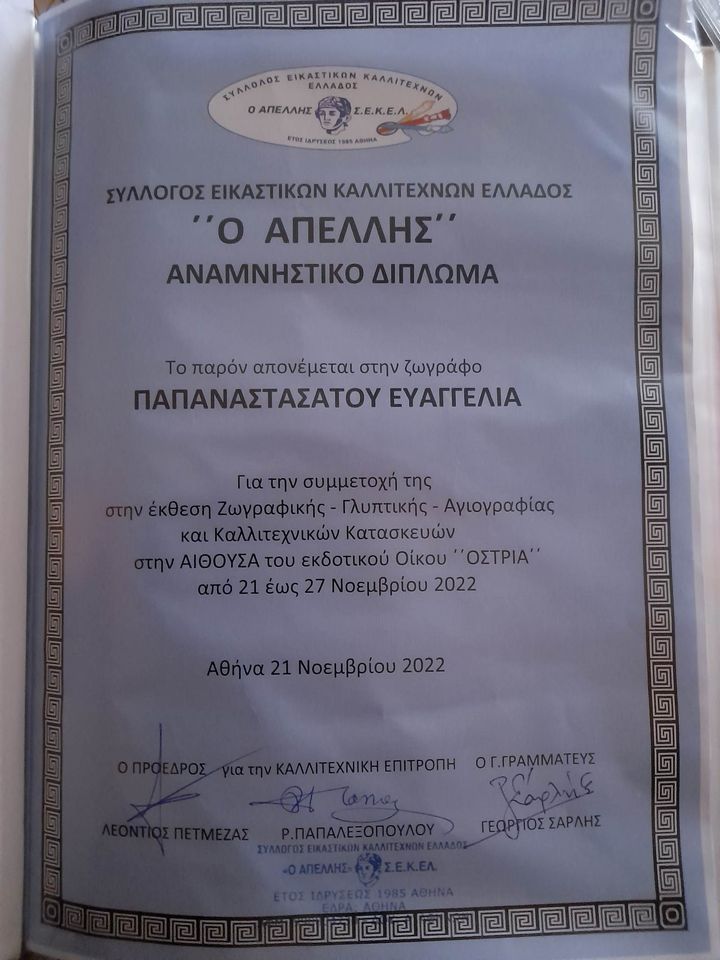 ΣΥΛΛΟΓΟΣ ΕΙΚΑΣΤΙΚΩΝ ΚΑΛΛΙΤΕΧΝΩΝ
ΕΛΛΑΔΟΣ
Ο ΑΠΕΛΛΗΣ Σ.Ε.Κ.Ε.Λ.
ΕΤΟΣ ΙΔΡΥΣΕΩΣ 1985 ΑΘΗΝΑ
ΣΥΛΛΟΓΟΣ ΕΙΚΑΣΤΙΚΩΝ ΚΑΛΛΙΤΕΧΝΩΝ ΕΛΛΑΔΟΣ
΄΄Ο ΑΠΕΛΛΗΣ΄΄
ΑΝΑΜΝΗΣΤΙΚΟ ΔΙΠΛΩΜΑ
Το παρόν απονέμεται στην ζωγράφο
ΠΑΠΑΝΑΣΤΑΣΑΤΟΥ ΕΥΑΓΓΕΛΙΑ
Για την συμμετοχή της
στην έκθεση Ζωγραφικής - Γλυπτικής - Αγιογραφίας
και Καλλιτεχνικών Κατασκευών
στην ΑΙΘΟΥΣΑ του εκδοτικού Οίκου ΄΄ΟΣΤΡΙΑ΄΄
από 21 έως 27 Νοεμβρίου 2022
Αθήνα 21 Νοεμβρίου 2022
Ο ΠΡΟΕΔΡΟΣ για την ΚΑΛΛΙΤΕΧΝΙΚΗ ΕΠΙΤΡΟΠΗ Ο Γ.ΓΡΑΜΜΑΤΕΥΣ
ΛΕΟΝΤΙΟΣ ΠΕΤΜΕΖΑΣ Ρ.ΠΑΠΑΛΕΞΟΠΟΥΛΟΥ ΓΕΩΡΓΙΟΣ ΣΑΡΛΗΣ
ΣΥΛΛΟΓΟΣ ΕΙΚΑΣΤΙΚΩΝ ΚΑΛΛΙΤΕΧΝΩΝ ΕΛΛΑΔΟΣ
«Ο ΑΠΕΛΛΗΣ» Σ.Ε.Κ.ΕΛ.
ΕΤΟΣ ΙΔΡΥΣΕΩΣ 1985 ΑΘΗΝΑ
ΕΔΡΑ: ΑΘΗΝΑ